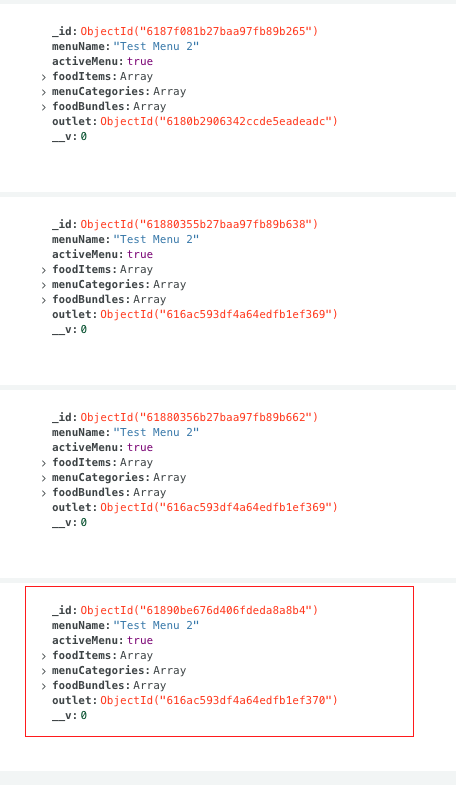 _id: ObjectId("6187f081b27baa97fb89b265")
menuName: "Test Menu 2"
activeMenu: true
foodItems: Array
menuCategories: Array
foodBundles: Array
outlet: ObjectId("6180b2906342ccde5eadeadc")
__v: 0
_id: ObjectId("61880355b27baa97fb89b638")
menuName: "Test Menu 2"
activeMenu: true
foodItems: Array
menuCategories: Array
foodBundles: Array
outlet: ObjectId("616ac593df4a64edfb1ef369")
__v: 0
_id: ObjectId("61880356b27baa97fb89b662")
menuName: "Test Menu 2"
activeMenu: true
foodItems: Array
menuCategories: Array
foodBundles: Array
outlet: ObjectId("616ac593df4a64edfb1ef369")
__v: 0
_id: ObjectId("61890be676d406fdeda8a8b4")
menuName: "Test Menu 2"
activeMenu: true
foodItems: Array
menuCategories: Array
foodBundles: Array
outlet: ObjectId("616ac593df4a64edfb1ef370")
__v: 0